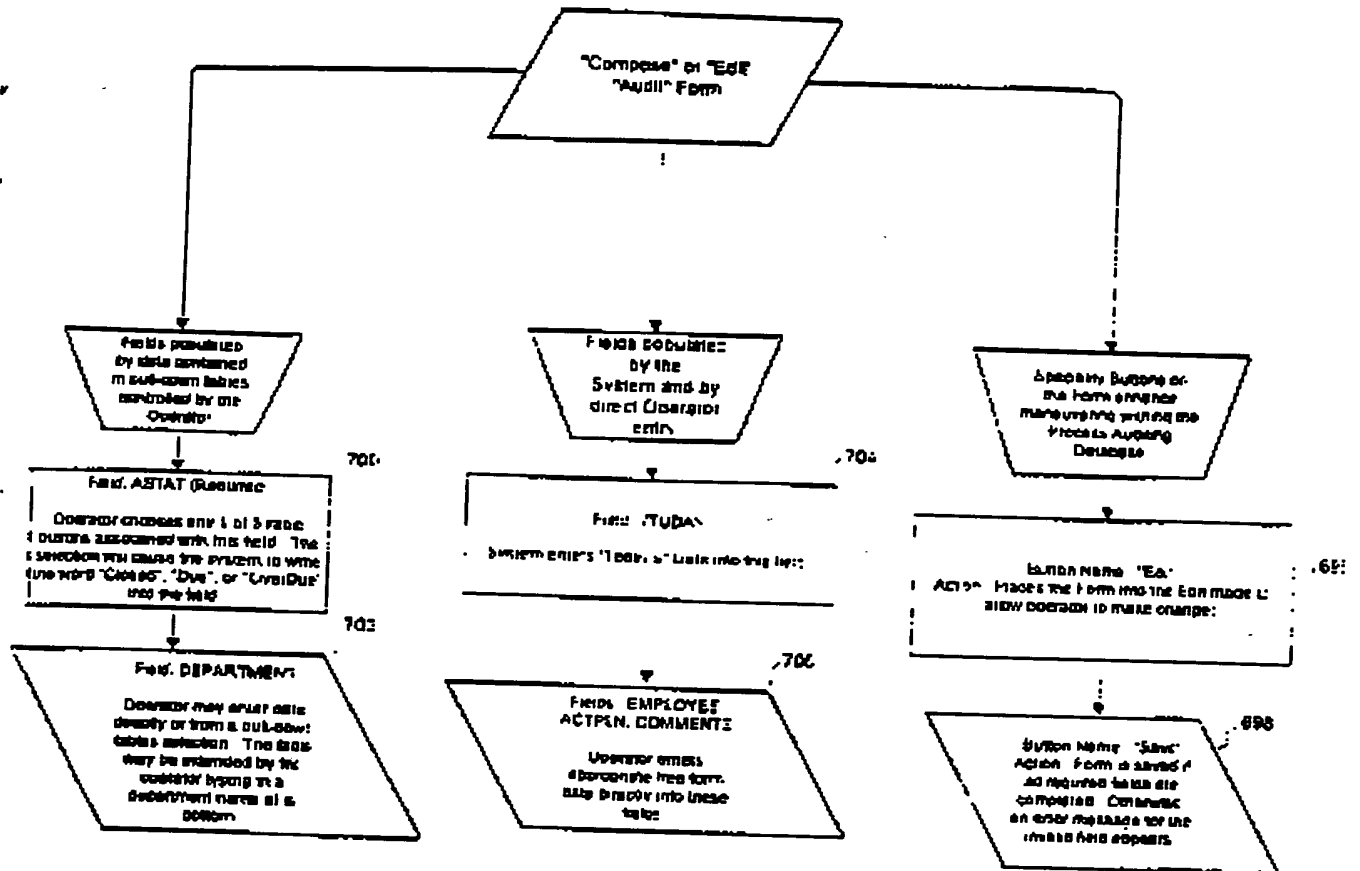 "Compose" or "Edit"
"Audit" Form
Fields populated
by data contained
in pull-down tables
controlled by the
Operator
Fields populated
by the
System and by
direct Operator
entry
Specialty Buttons on
the Form enhance
maneuvering within the
Process Auditing
Database
Field: ASTAT
Operator chooses any 1 of 3 radio
buttons associated with this field. The
selection will cause the system to write
the word "Closed", "Due", or "OverDue"
into the field
704
Field:
System enters "Today's" Date into this field
Button Name "Edit"
Action: Places the Form into the Edit mode to
allow operator to make changes
Field: DEPARTMENT
Operator may enter data
directly or from a pull-down
tables selection. The table
may be extended by the
operator typing in a
department name at a
bottom
706
Fields: EMPLOYEE
ACTPLN, COMMENTS
Operator enters
appropriate free form
data directly into these
fields
698
Button Name "Save"
Action: Form is saved if
all required fields are
completed. Otherwise
an error message for the
missed field appears